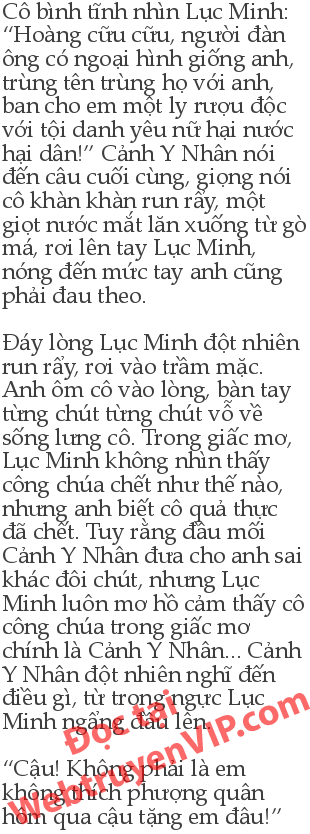 Cô bình tĩnh nhìn Lục Minh:
“Hoàng cữu cữu, người đàn
ông có ngoại hình giống anh,
trùng tên trùng họ với anh,
ban cho em một ly rượu độc
với tội danh yêu nữ hại nước
hại dân!” Cảnh Y Nhân nói
đến câu cuối cùng, giọng nói
cô khàn khàn run rẩy, một
giọt nước mắt lăn xuống từ gò
má, rơi lên tay Lục Minh,
nóng đến mức tay anh cũng
phải đau theo.

Đáy lòng Lục Minh đột nhiên
run rẩy, rơi vào trầm mặc.
Anh ôm cô vào lòng, bàn tay
từng chút từng chút vỗ về
sống lưng cô. Trong giấc mơ,
Lục Minh không nhìn thấy
công chúa chết như thế nào,
nhưng anh biết cô quả thực
đã chết. Tuy rằng đầu mối
Cảnh Y Nhân đưa cho anh sai
khác đôi chút, nhưng Lục
Minh luôn mơ hồ cảm thấy cô
công chúa trong giấc mơ
chính là Cảnh Y Nhân... Cảnh
Y Nhân đột nhiên nghĩ đến
điều gì, từ trong ngực Lục
Minh ngẩng đầu lên.

“Cậu! Không phải là em
không thích phượng quân
hôm qua cậu tặng em đâu!”
Đọc tại
WebtruyenVIP.com